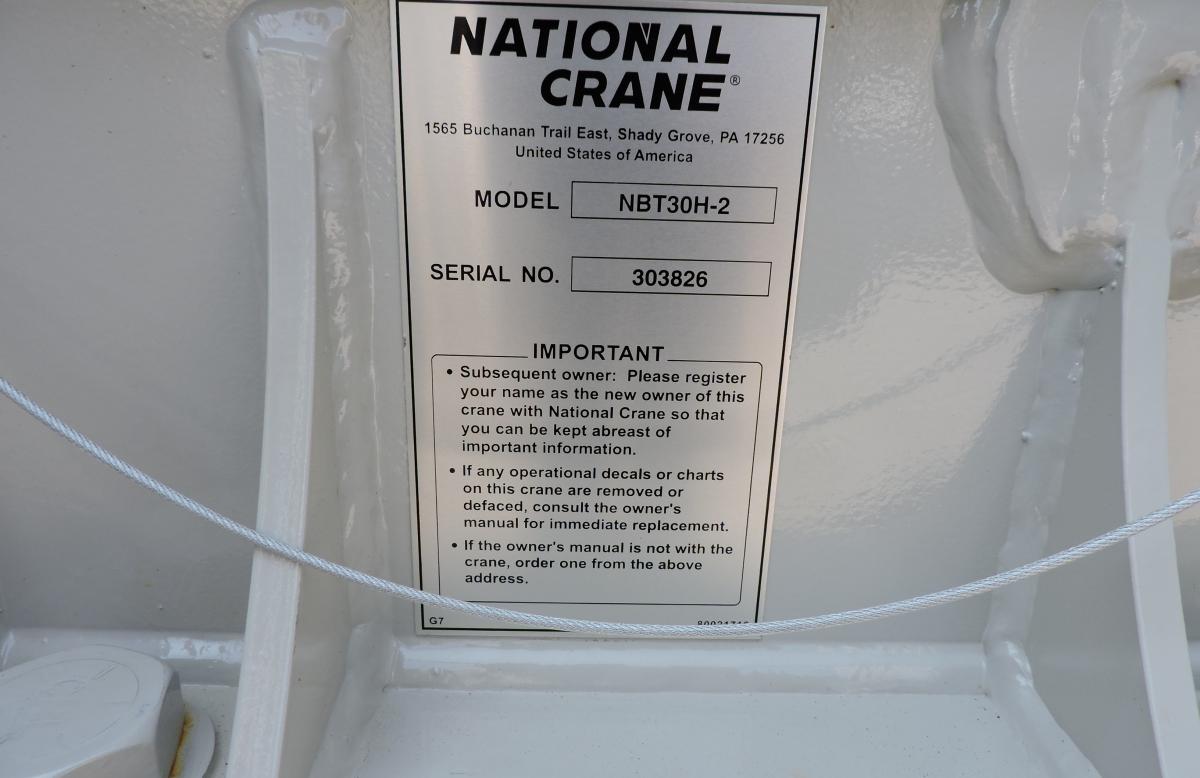 NATIONAL
CRANE®
1565 Buchanan Trail East, Shady Grove, PA 17256
United States of America
MODEL NBT30H-2
SERIAL NO. 303826
IMPORTANT
• Subsequent owner: Please register
your name as the new owner of this
crane with National Crane so that
you can be kept abreast of
important information.
• If any operational decals or charts
on this crane are removed or
defaced, consult the owner's
manual for immediate replacement.
• If the owner's manual is not with the
crane, order one from the above
address.
G7